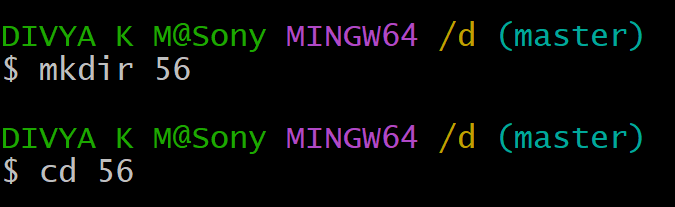 DIVYA K M@Sony MINGW64 /d (master)
$ mkdir 56
DIVYA K M@Sony MINGW64 /d (master)
$ cd 56